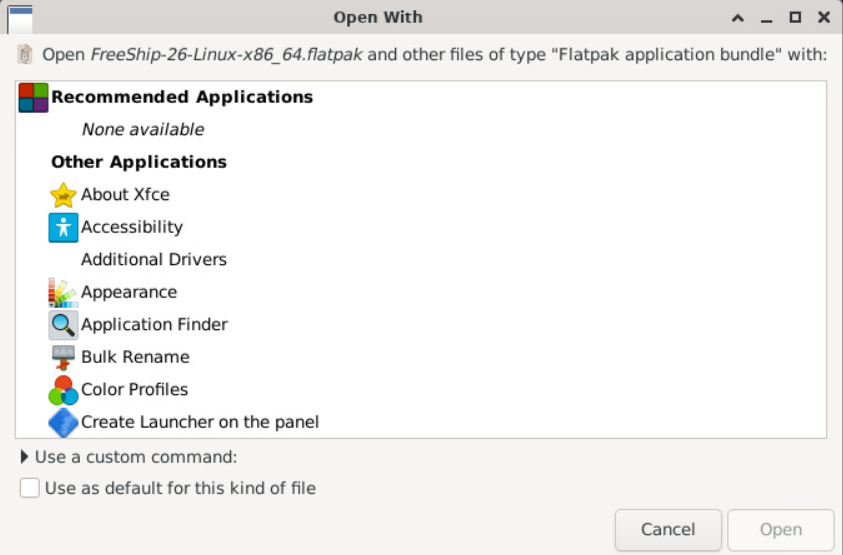 Open With
Open FreeShip-26-Linux-x86_64.flatpak and other files of type "Flatpak application bundle" with:
Recommended Applications
None available
Other Applications
About Xfce
Accessibility
Additional Drivers
Appearance
Application Finder
Bulk Rename
Color Profiles
Create Launcher on the panel
Use a custom command:
Use as default for this kind of file
Cancel
Open